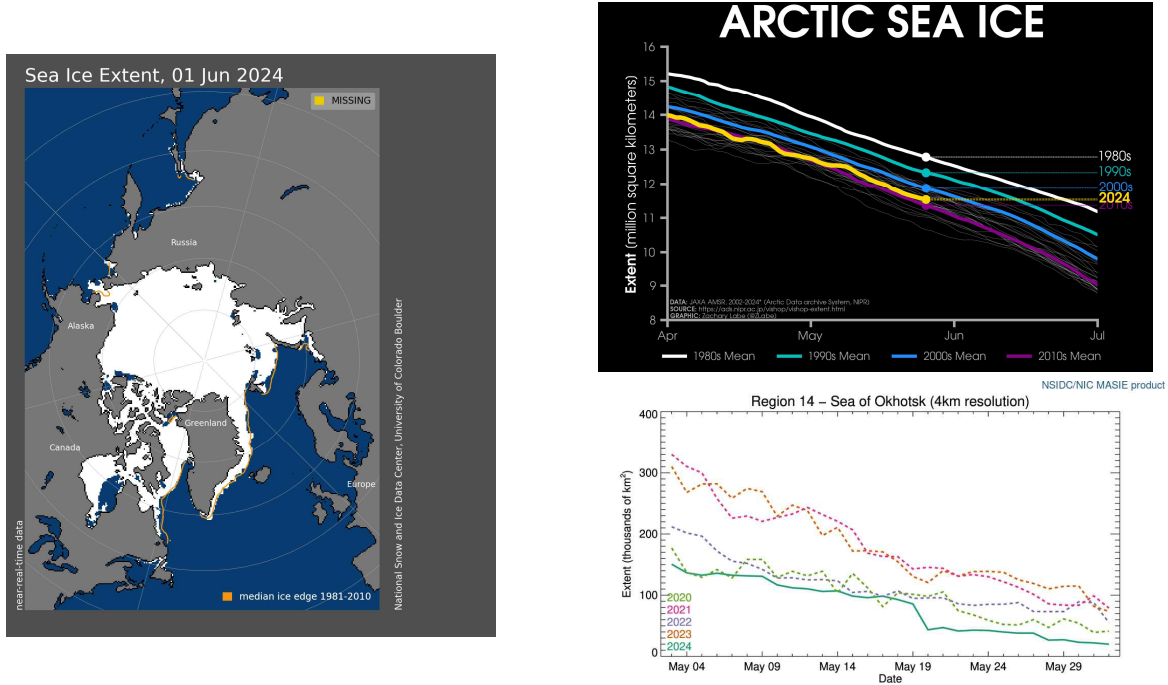 Sea Ice Extent, 01 Jun 2024
MISSING
Russia
Alaska
Greenland
Canada
Europe
near-real-time data
median ice edge 1981-2010
National Snow and Ice Data Center, University of Colorado Boulder
ARCTIC SEA ICE
Extent (million square kilometers)
16
15
14
13
12
11
10
9
8
1980s
1990s
2000s
2024
2010s
DATA: JAXA AMSR, 2002-2024* (Arctic Data archive System, NIPR)
SOURCE: https://ads.nipr.ac.jp/vishop/vishop-extent.html
GRAPHIC: Zachary Labe (@ZLabe)
Apr May Jun Jul
1980s Mean 1990s Mean 2000s Mean 2010s Mean
NSIDC/NIC MASIE product
Region 14 – Sea of Okhotsk (4km resolution)
Extent (thousands of km²)
400
300
200
100
0
2020
2021
2022
2023
2024
May 04 May 09 May 14 May 19 May 24 May 29
Date